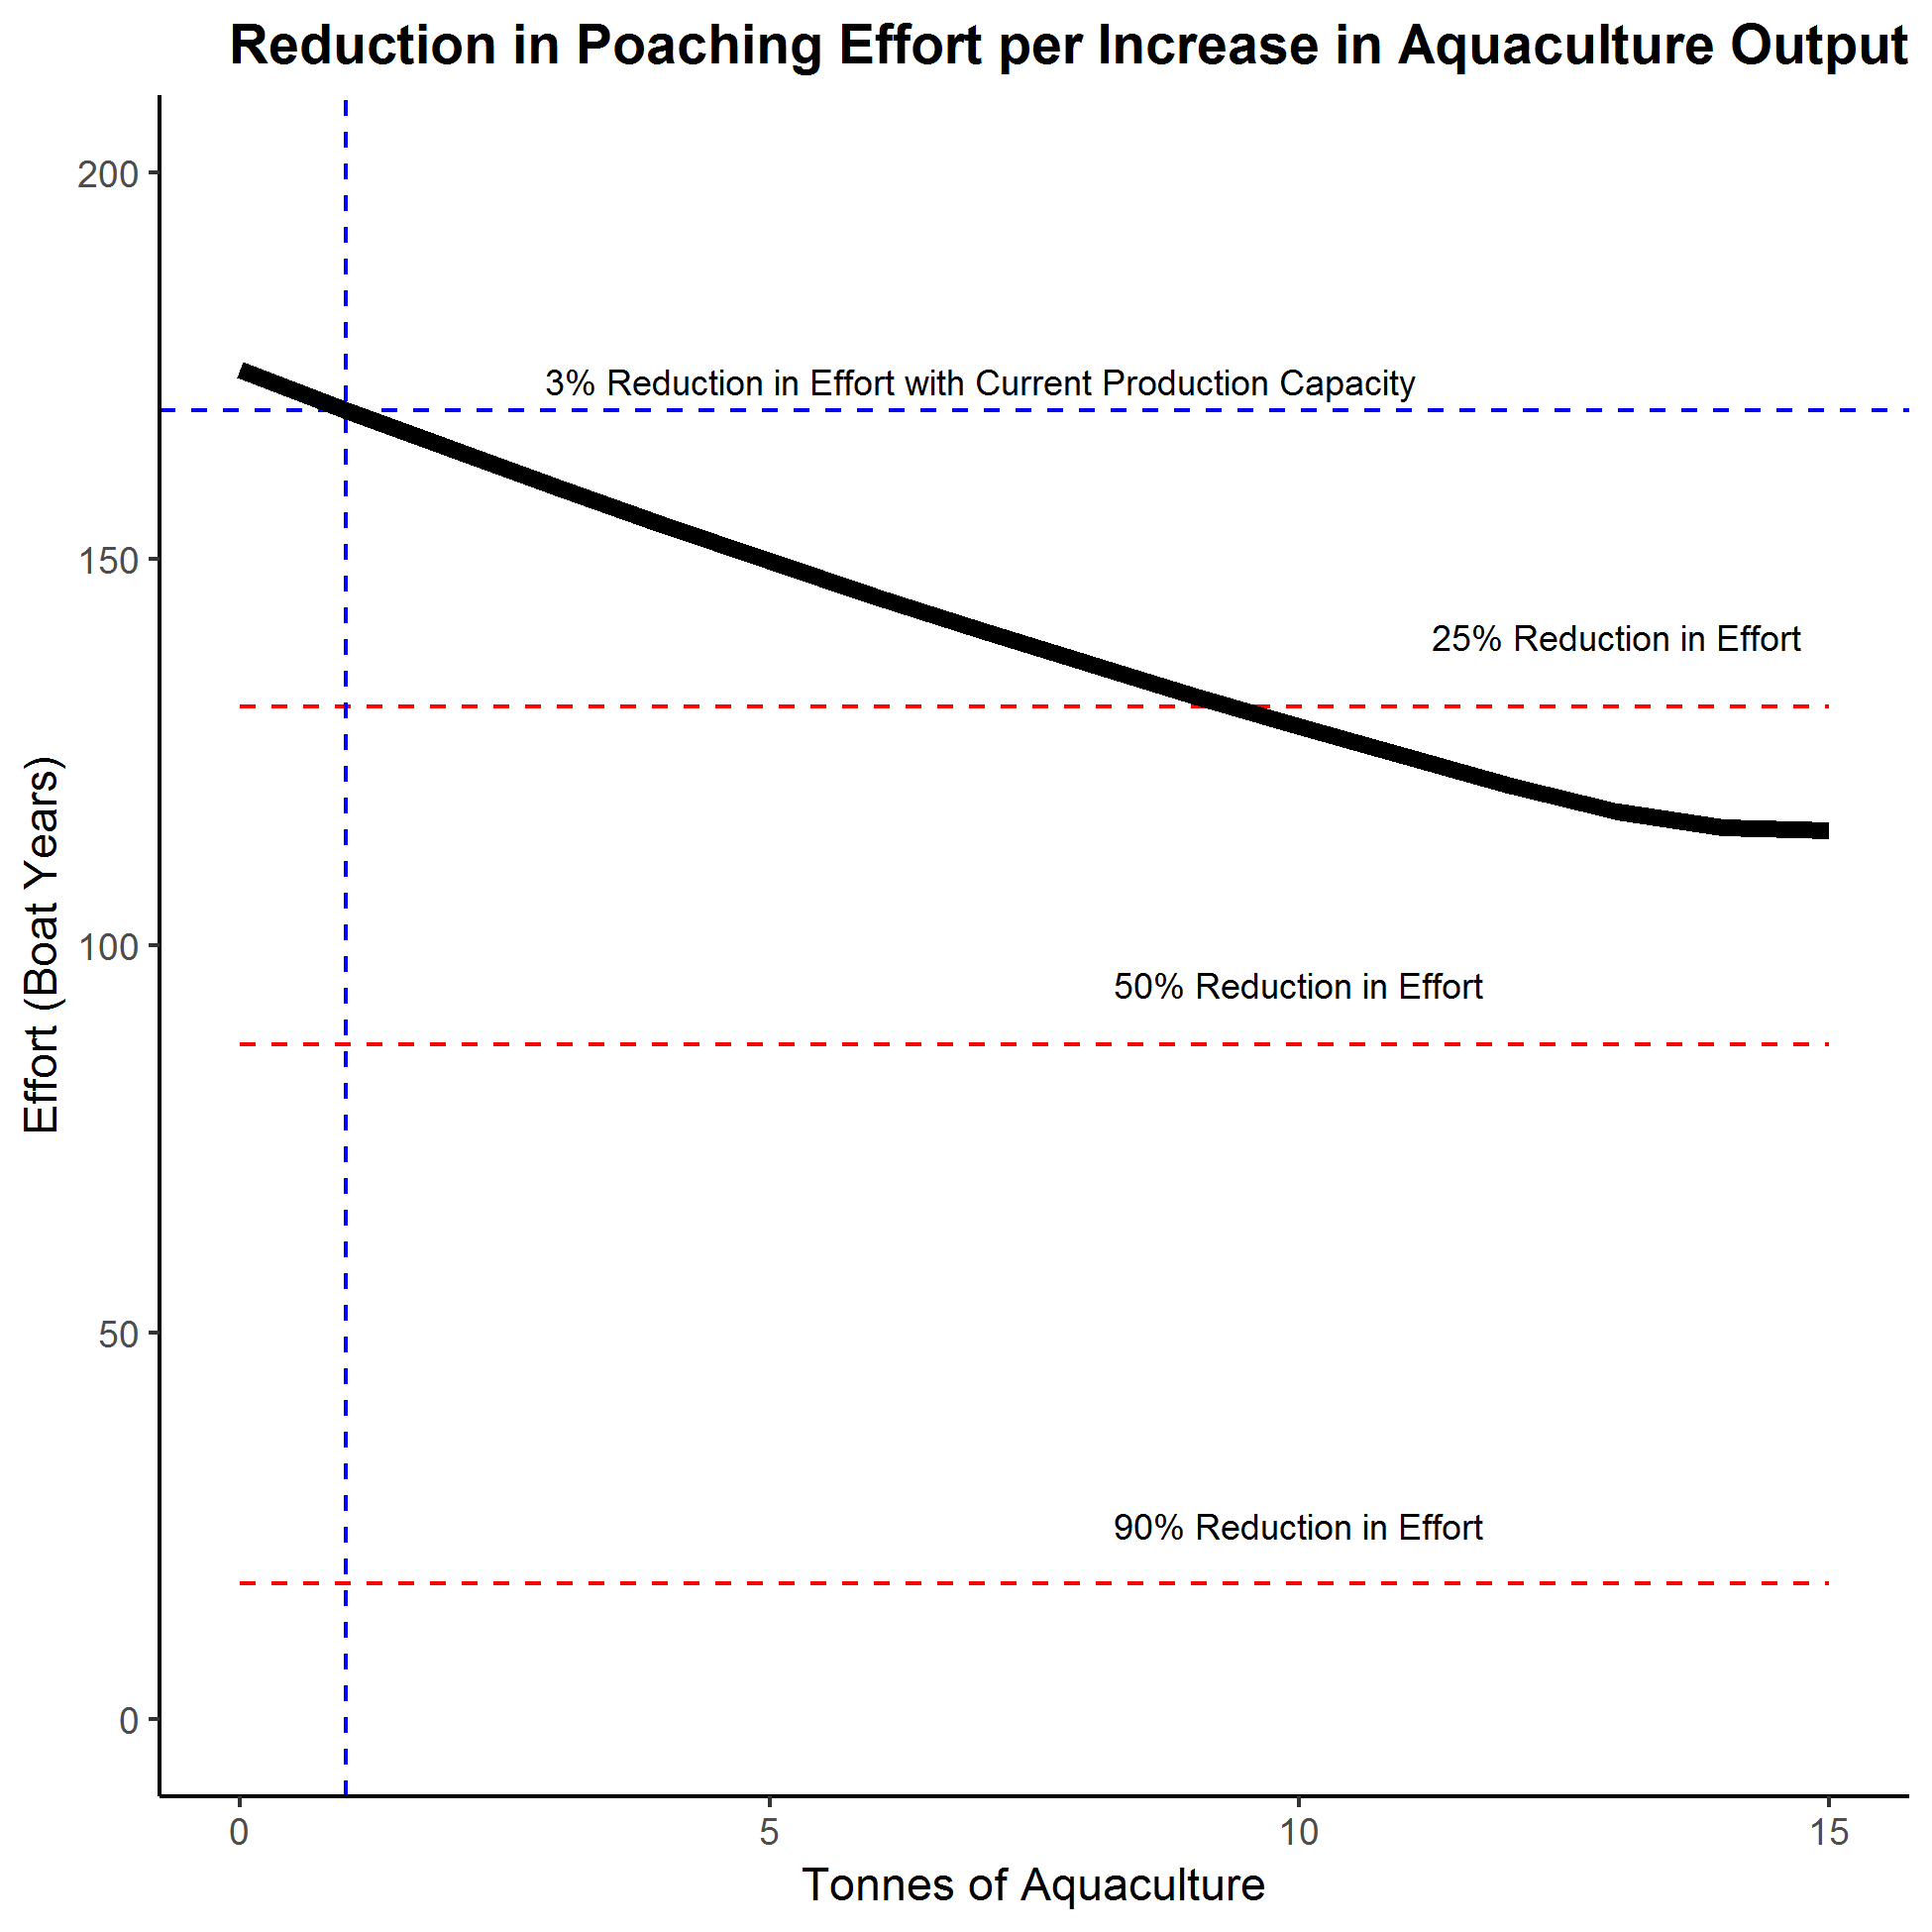 Reduction in Poaching Effort per Increase in Aquaculture Output
200
3% Reduction in Effort with Current Production Capacity
150
25% Reduction in Effort
Effort (Boat Years)
100
50% Reduction in Effort
50
90% Reduction in Effort
0
0 5 10 15
Tonnes of Aquaculture